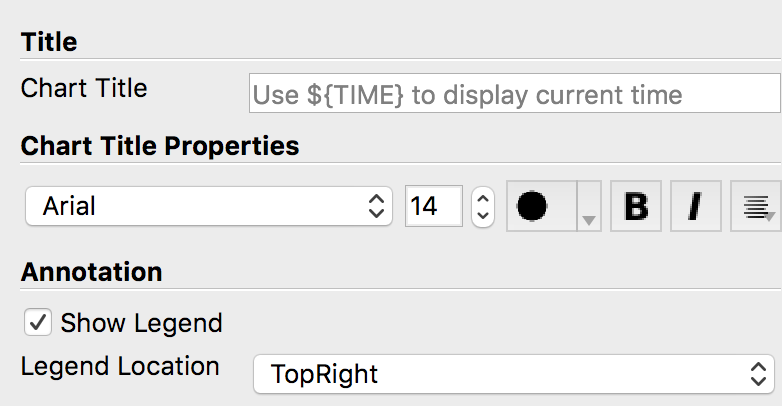 Title
Chart Title
Use ${TIME} to display current time
Chart Title Properties
Arial 14 B I
Annotation
Show Legend
Legend Location TopRight